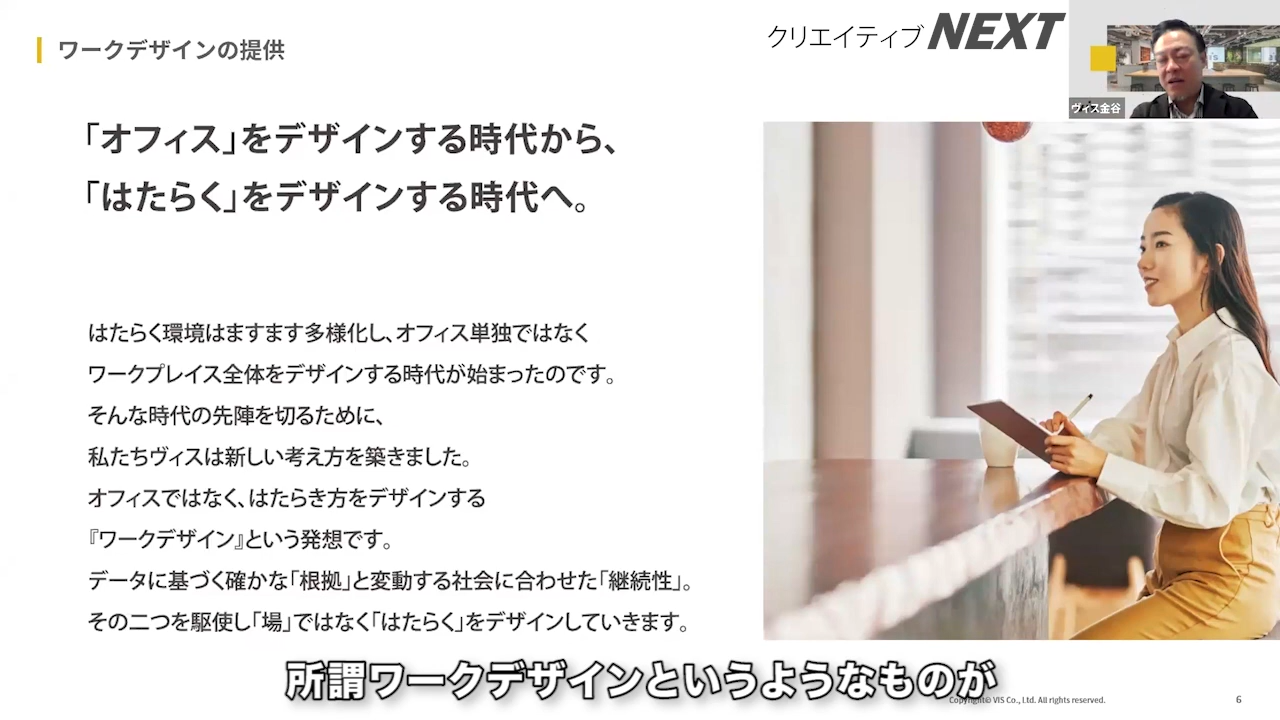 ワークデザインの提供
クリエイティブNEXT
ヴィス金谷
「オフィス」をデザインする時代から、
「はたらく」をデザインする時代へ。
はたらく環境はますます多様化し、オフィス単独ではなく
ワークプレイス全体をデザインする時代が始まったのです。
そんな時代の先陣を切るために、
私たちヴィスは新しい考え方を築きました。
オフィスではなく、はたらき方をデザインする
『ワークデザイン』という発想です。
データに基づく確かな「根拠」と変動する社会に合わせた「継続性」。
その二つを駆使し「場」ではなく「はたらく」をデザインしていきます。
所謂ワークデザインというようなものが
Copyright© VIS Co., Ltd. All rights reserved.
6